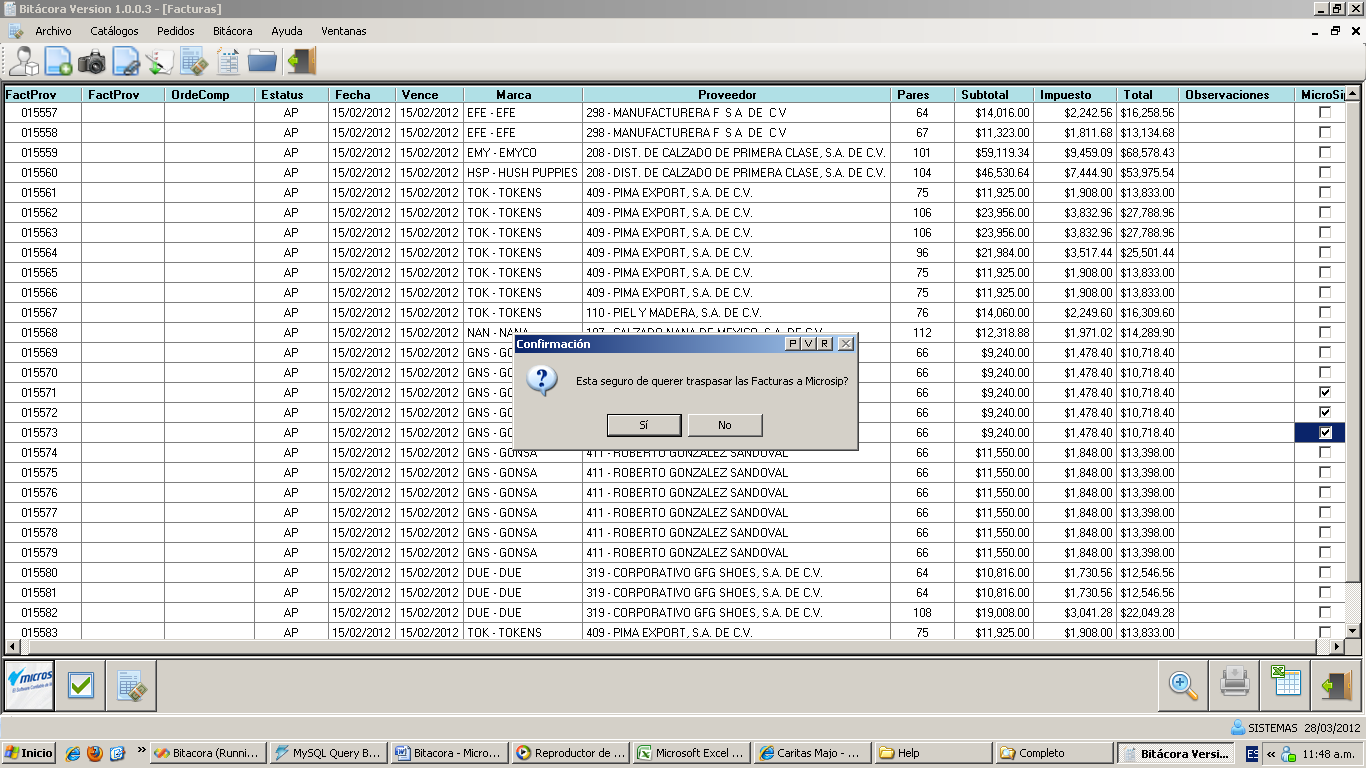 Bitácora Version 1.0.0.3 - [Facturas]
Archivo Catálogos Pedidos Bitácora Ayuda Ventanas
FactProv FactProv OrdeComp Estatus Fecha Vence Marca Proveedor Pares Subtotal Impuesto Total Observaciones MicroSip
015557 AP 15/02/2012 15/02/2012 EFE - EFE 298 - MANUFACTURERA F S A DE C V 64 $14,016.00 $2,242.56 $16,258.56
015558 AP 15/02/2012 15/02/2012 EFE - EFE 298 - MANUFACTURERA F S A DE C V 67 $11,323.00 $1,811.68 $13,134.68
015559 AP 15/02/2012 15/02/2012 EMY - EMYCO 208 - DIST. DE CALZADO DE PRIMERA CLASE, S.A. DE C.V. 101 $59,119.34 $9,459.09 $68,578.43
015560 AP 15/02/2012 15/02/2012 HSP - HUSH PUPPIES 208 - DIST. DE CALZADO DE PRIMERA CLASE, S.A. DE C.V. 104 $46,530.64 $7,444.90 $53,975.54
015561 AP 15/02/2012 15/02/2012 TOK - TOKENS 409 - PIMA EXPORT, S.A. DE C.V. 75 $11,925.00 $1,908.00 $13,833.00
015562 AP 15/02/2012 15/02/2012 TOK - TOKENS 409 - PIMA EXPORT, S.A. DE C.V. 106 $23,956.00 $3,832.96 $27,788.96
015563 AP 15/02/2012 15/02/2012 TOK - TOKENS 409 - PIMA EXPORT, S.A. DE C.V. 106 $23,956.00 $3,832.96 $27,788.96
015564 AP 15/02/2012 15/02/2012 TOK - TOKENS 409 - PIMA EXPORT, S.A. DE C.V. 96 $21,984.00 $3,517.44 $25,501.44
015565 AP 15/02/2012 15/02/2012 TOK - TOKENS 409 - PIMA EXPORT, S.A. DE C.V. 75 $11,925.00 $1,908.00 $13,833.00
015566 AP 15/02/2012 15/02/2012 TOK - TOKENS 409 - PIMA EXPORT, S.A. DE C.V. 75 $11,925.00 $1,908.00 $13,833.00
015567 AP 15/02/2012 15/02/2012 TOK - TOKENS 110 - PIEL Y MADERA, S.A. DE C.V. 76 $14,060.00 $2,249.60 $16,309.60
015568 AP 15/02/2012 15/02/2012 NAN - NANA 107 - CALZADO NANA DE MEXICO, S.A. DE C.V. 112 $12,318.88 $1,971.02 $14,289.90
015569 AP 15/02/2012 15/02/2012 GNS - GO 66 $9,240.00 $1,478.40 $10,718.40
015570 AP 15/02/2012 15/02/2012 GNS - GO 66 $9,240.00 $1,478.40 $10,718.40
015571 AP 15/02/2012 15/02/2012 GNS - GO 66 $9,240.00 $1,478.40 $10,718.40
015572 AP 15/02/2012 15/02/2012 GNS - GO 66 $9,240.00 $1,478.40 $10,718.40
015573 AP 15/02/2012 15/02/2012 GNS - GO 66 $9,240.00 $1,478.40 $10,718.40
Confirmación P V R
Esta seguro de querer traspasar las Facturas a Microsip?
Sí No
015574 AP 15/02/2012 15/02/2012 GNS - GONSA 411 - ROBERTO GONZALEZ SANDOVAL 66 $11,550.00 $1,848.00 $13,398.00
015575 AP 15/02/2012 15/02/2012 GNS - GONSA 411 - ROBERTO GONZALEZ SANDOVAL 66 $11,550.00 $1,848.00 $13,398.00
015576 AP 15/02/2012 15/02/2012 GNS - GONSA 411 - ROBERTO GONZALEZ SANDOVAL 66 $11,550.00 $1,848.00 $13,398.00
015577 AP 15/02/2012 15/02/2012 GNS - GONSA 411 - ROBERTO GONZALEZ SANDOVAL 66 $11,550.00 $1,848.00 $13,398.00
015578 AP 15/02/2012 15/02/2012 GNS - GONSA 411 - ROBERTO GONZALEZ SANDOVAL 66 $11,550.00 $1,848.00 $13,398.00
015579 AP 15/02/2012 15/02/2012 GNS - GONSA 411 - ROBERTO GONZALEZ SANDOVAL 66 $11,550.00 $1,848.00 $13,398.00
015580 AP 15/02/2012 15/02/2012 DUE - DUE 319 - CORPORATIVO GFG SHOES, S.A. DE C.V. 64 $10,816.00 $1,730.56 $12,546.56
015581 AP 15/02/2012 15/02/2012 DUE - DUE 319 - CORPORATIVO GFG SHOES, S.A. DE C.V. 64 $10,816.00 $1,730.56 $12,546.56
015582 AP 15/02/2012 15/02/2012 DUE - DUE 319 - CORPORATIVO GFG SHOES, S.A. DE C.V. 108 $19,008.00 $3,041.28 $22,049.28
015583 AP 15/02/2012 15/02/2012 TOK - TOKENS 409 - PIMA EXPORT, S.A. DE C.V. 75 $11,925.00 $1,908.00 $13,833.00
micros
SISTEMAS 28/03/2012
Inicio » Bitacora (Runni... MySQL Query B... Bitacora - Micro... Reproductor de ... Microsoft Excel ... Caritas Majo - ... Help Completo Bitácora Versi... ES « 11:48 a.m.